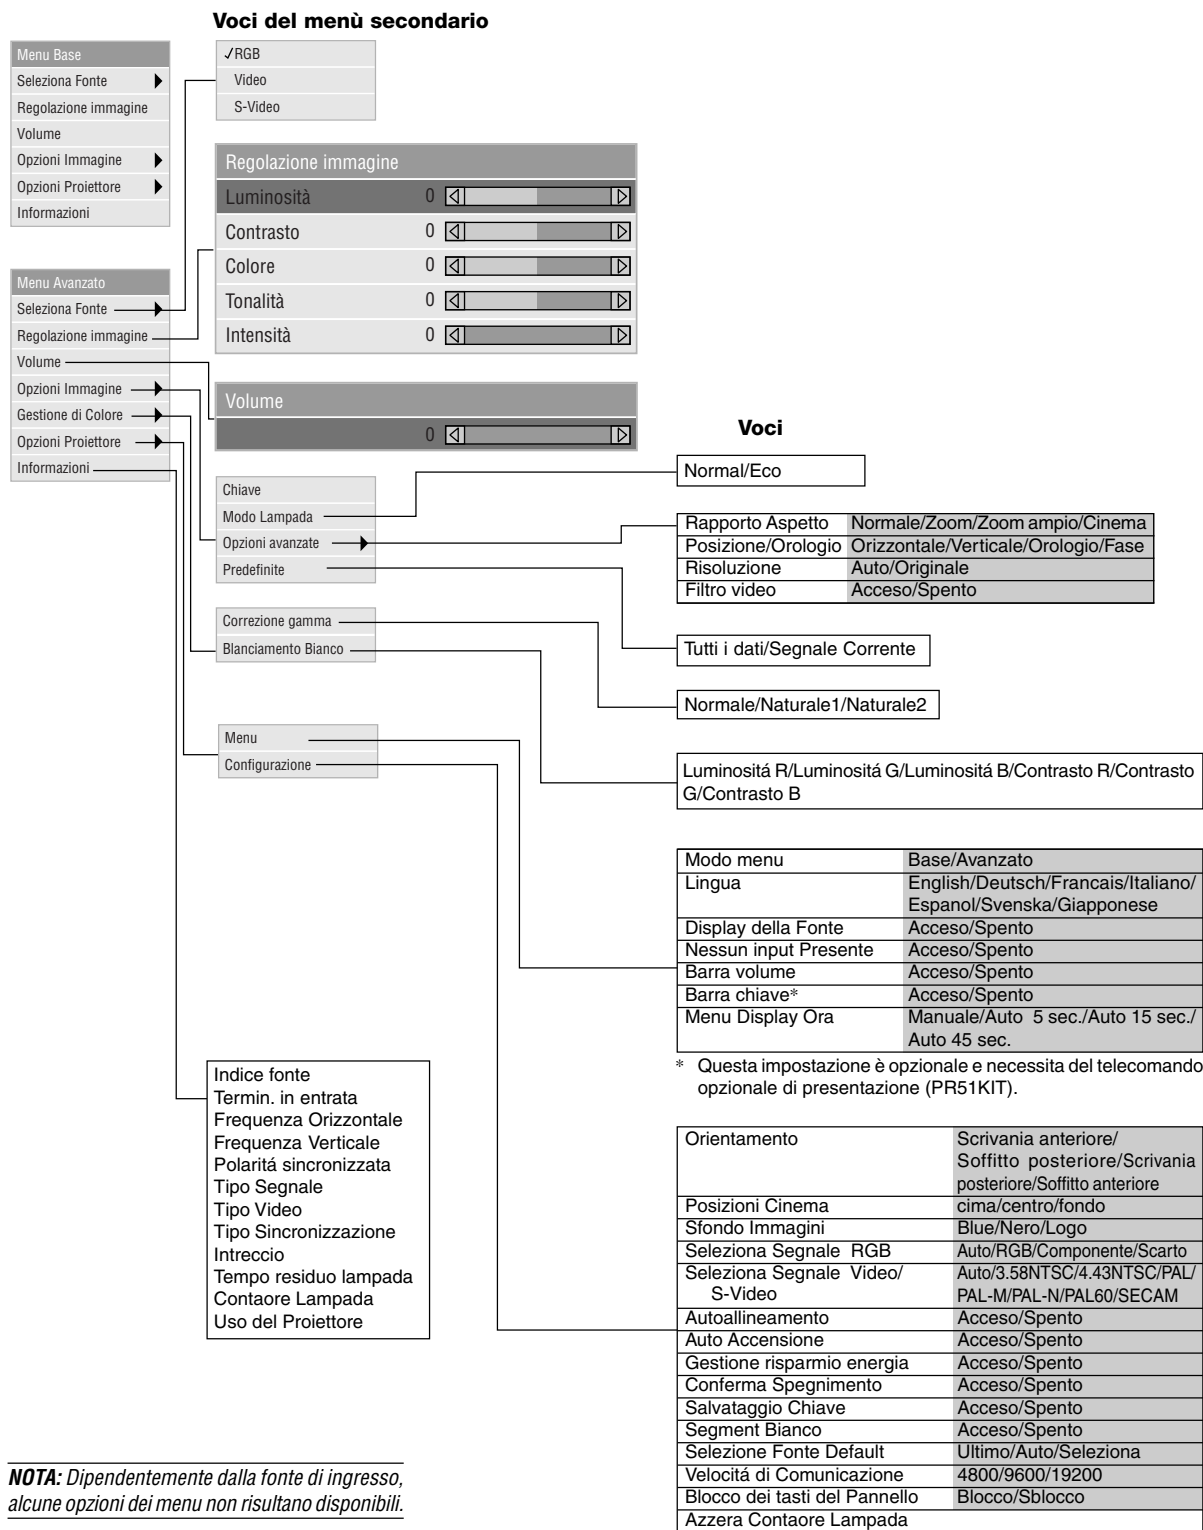 Voci del menù secondario
Menu Base
Seleziona Fonte
Regolazione immagine
Volume
Opzioni Immagine
Opzioni Proiettore
Informazioni
✓RGB
Video
S-Video
Regolazione immagine
Luminosità 0
Contrasto 0
Colore 0
Tonalità 0
Intensità 0
Menu Avanzato
Seleziona Fonte
Regolazione immagine
Volume
Opzioni Immagine
Gestione di Colore
Opzioni Proiettore
Informazioni
Volume
0
Voci
Chiave
Modo Lampada
Opzioni avanzate
Predefinite
Normal/Eco
Rapporto Aspetto Normale/Zoom/Zoom ampio/Cinema
Posizione/Orologio Orizzontale/Verticale/Orologio/Fase
Risoluzione Auto/Originale
Filtro video Acceso/Spento
Correzione gamma
Blanciamento Bianco
Tutti i dati/Segnale Corrente
Normale/Naturale1/Naturale2
Menu
Configurazione
Luminositá R/Luminositá G/Luminositá B/Contrasto R/Contrasto
G/Contrasto B
Modo menu Base/Avanzato
Lingua English/Deutsch/Francais/Italiano/
Espanol/Svenska/Giapponese
Display della Fonte Acceso/Spento
Nessun input Presente Acceso/Spento
Barra volume Acceso/Spento
Barra chiave* Acceso/Spento
Menu Display Ora Manuale/Auto 5 sec./Auto 15 sec./
Auto 45 sec.
* Questa impostazione è opzionale e necessita del telecomando
opzionale di presentazione (PR51KIT).
Indice fonte
Termin. in entrata
Frequenza Orizzontale
Frequenza Verticale
Polaritá sincronizzata
Tipo Segnale
Tipo Video
Tipo Sincronizzazione
Intreccio
Tempo residuo lampada
Contaore Lampada
Uso del Proiettore
Orientamento Scrivania anteriore/
Soffitto posteriore/Scrivania
posteriore/Soffitto anteriore
Posizioni Cinema cima/centro/fondo
Sfondo Immagini Blue/Nero/Logo
Seleziona Segnale RGB Auto/RGB/Componente/Scarto
Seleziona Segnale Video/ Auto/3.58NTSC/4.43NTSC/PAL/
S-Video PAL-M/PAL-N/PAL60/SECAM
Autoallineamento Acceso/Spento
Auto Accensione Acceso/Spento
Gestione risparmio energia Acceso/Spento
Conferma Spegnimento Acceso/Spento
Salvataggio Chiave Acceso/Spento
Segment Bianco Acceso/Spento
Selezione Fonte Default Ultimo/Auto/Seleziona
Velocitá di Comunicazione 4800/9600/19200
Blocco dei tasti del Pannello Blocco/Sblocco
Azzera Contaore Lampada
NOTA: Dipendentemente dalla fonte di ingresso,
alcune opzioni dei menu non risultano disponibili.